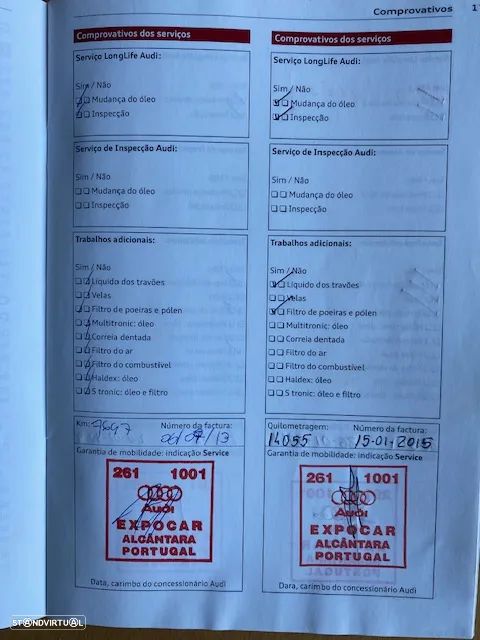 Comprovativos
Comprovativos dos serviços
Serviço LongLife Audi:
Sim / Não
Mudança do óleo
Inspecção
Serviço de Inspecção Audi:
Sim / Não
Mudança do óleo
Inspecção
Trabalhos adicionais:
Sim / Não
Líquido dos travões
Velas
Filtro de poeiras e pólen
Multitronic: óleo
Correia dentada
Filtro do ar
Filtro do combustível
Haldex: óleo
S tronic: óleo e filtro
Km: Número da factura:
Garantia de mobilidade: indicação Service
261 1001
Audi
EXPOCAR
ALCÂNTARA
PORTUGAL
Data, carimbo do concessionário Audi
Comprovativos dos serviços
Serviço LongLife Audi:
Sim / Não
Mudança do óleo
Inspecção
Serviço de Inspecção Audi:
Sim / Não
Mudança do óleo
Inspecção
Trabalhos adicionais:
Sim / Não
Líquido dos travões
Velas
Filtro de poeiras e pólen
Multitronic: óleo
Correia dentada
Filtro do ar
Filtro do combustível
Haldex: óleo
S tronic: óleo e filtro
Quilometragem: Número da factura:
14055 15-01-2015
Garantia de mobilidade: indicação Service
261 1001
Audi
EXPOCAR
ALCÂNTARA
PORTUGAL
Data, carimbo do concessionário Audi
STANDVIRTUAL